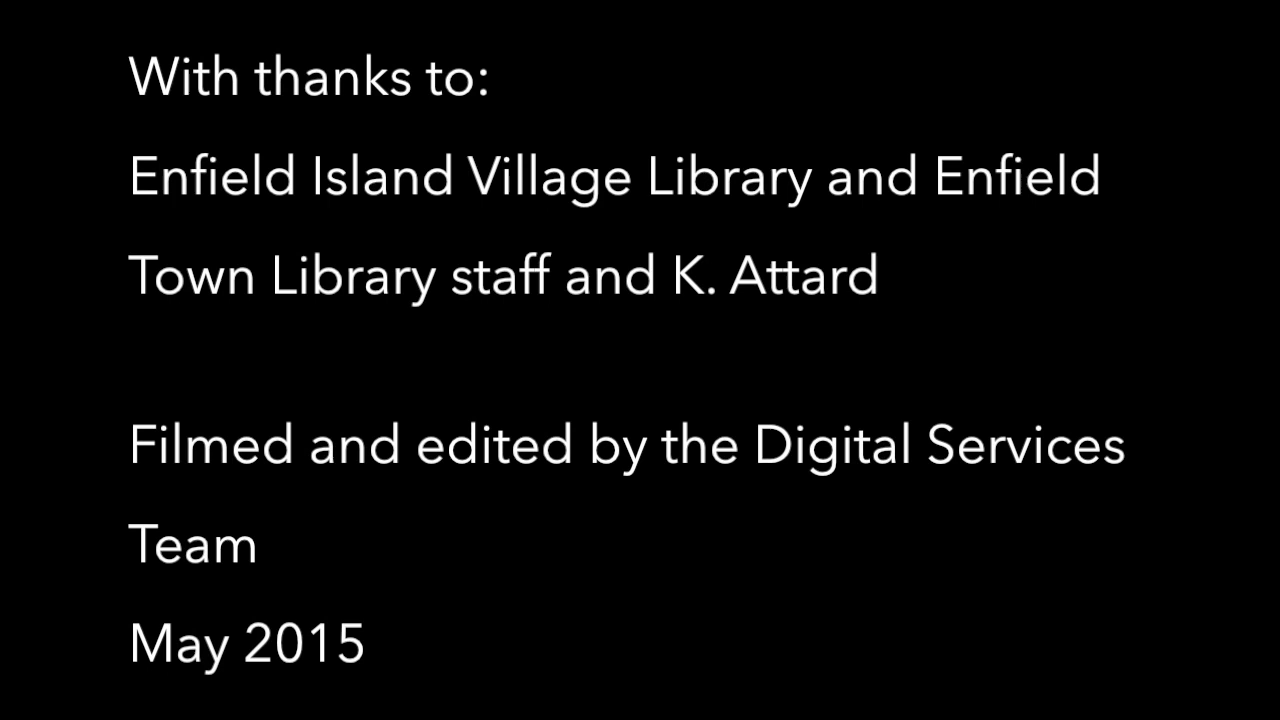 With thanks to:
Enfield Island Village Library and Enfield
Town Library staff and K. Attard
Filmed and edited by the Digital Services
Team
May 2015